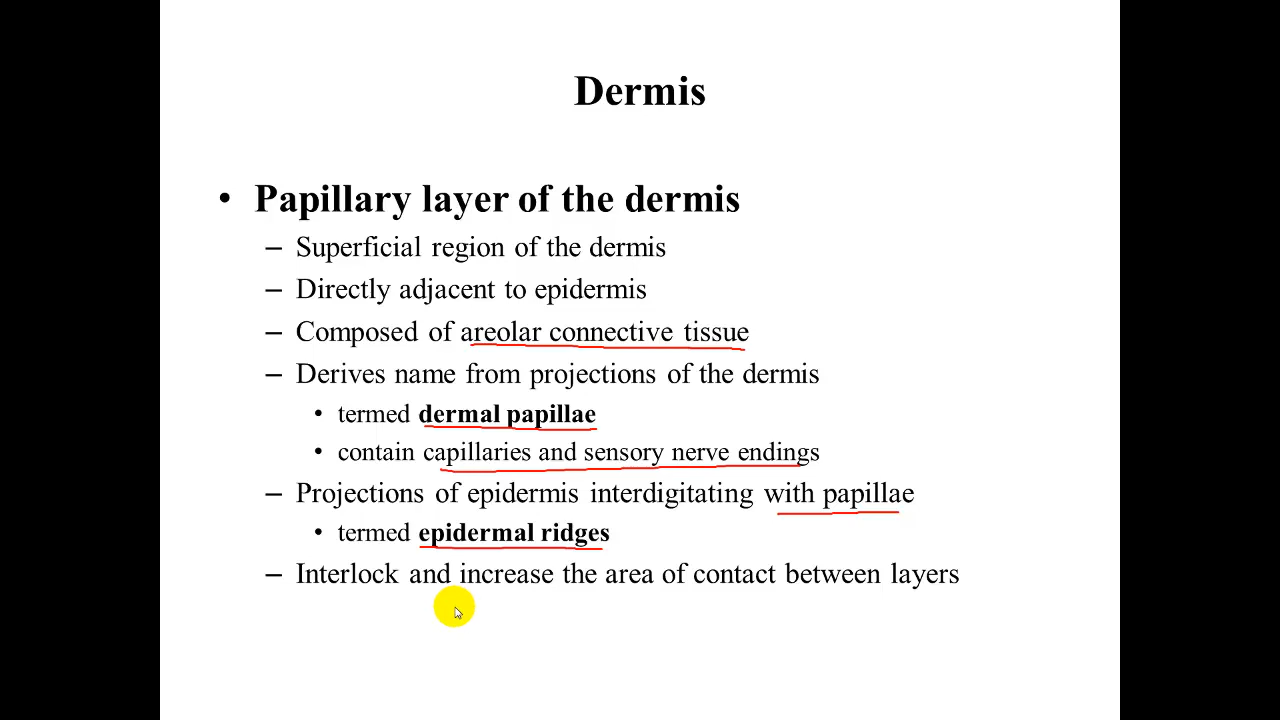 Dermis
• Papillary layer of the dermis
– Superficial region of the dermis
– Directly adjacent to epidermis
– Composed of areolar connective tissue
– Derives name from projections of the dermis
• termed dermal papillae
• contain capillaries and sensory nerve endings
– Projections of epidermis interdigitating with papillae
• termed epidermal ridges
– Interlock and increase the area of contact between layers